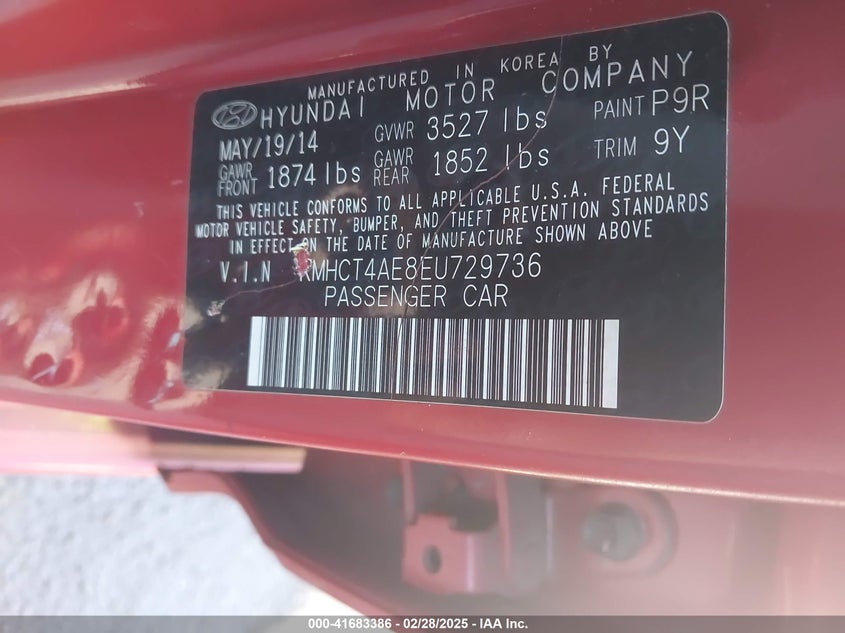 MANUFACTURED IN KOREA BY
HYUNDAI MOTOR COMPANY
MAY/19/14 GVWR 3527 lbs PAINT P9R
GAWR FRONT 1874 lbs GAWR REAR 1852 lbs TRIM 9Y
THIS VEHICLE CONFORMS TO ALL APPLICABLE U.S.A. FEDERAL
MOTOR VEHICLE SAFETY, BUMPER, AND THEFT PREVENTION STANDARDS
IN EFFECT ON THE DATE OF MANUFACTURE SHOWN ABOVE
V.I.N KMHCT4AE8EU729736
PASSENGER CAR
000-41683386 - 02/28/2025 - IAA Inc.